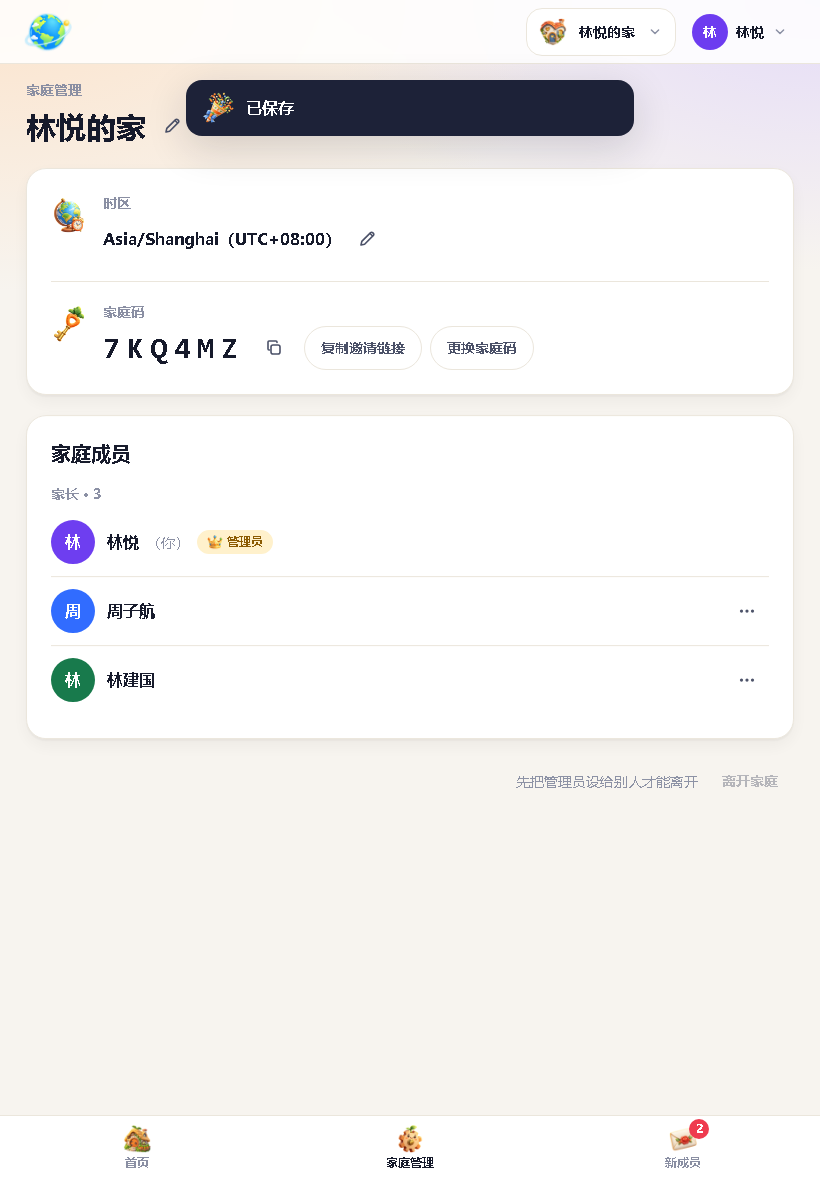 林悦的家
林 林悦
家庭管理
林悦的家
已保存
时区
Asia/Shanghai（UTC+08:00）
家庭码
7KQ4MZ
复制邀请链接
更换家庭码
家庭成员
家长 • 3
林 林悦 （你） 管理员
周 周子航
林 林建国
先把管理员设给别人才能离开 离开家庭
2
首页 家庭管理 新成员